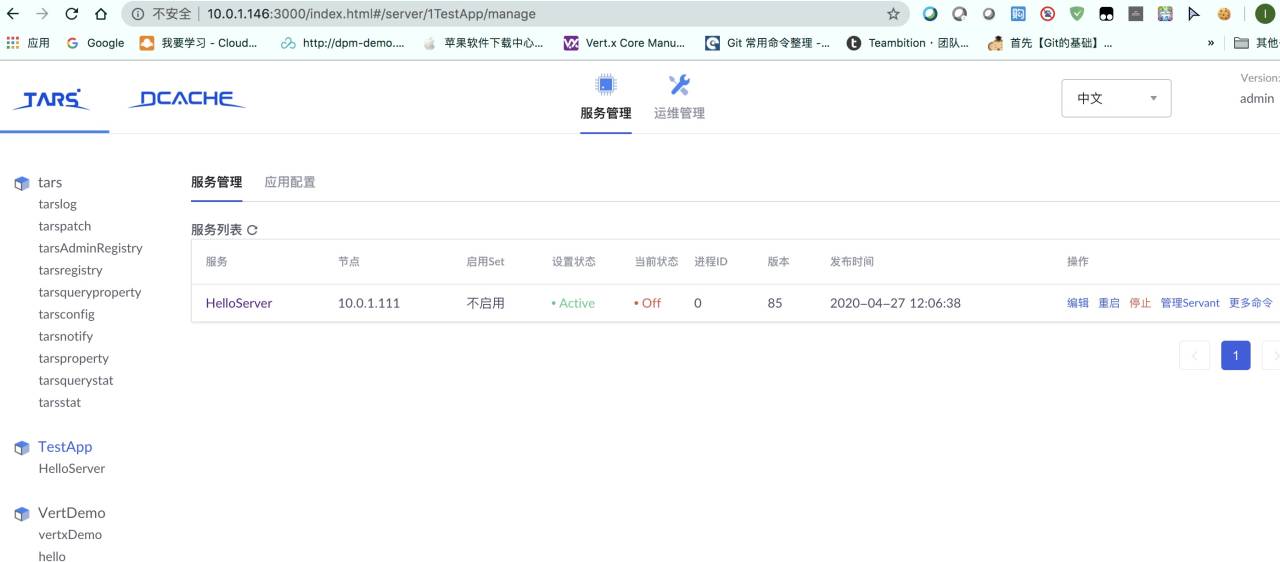 不安全 10.0.1.146:3000/index.html#/server/1TestApp/manage
应用 Google 我要学习 - Cloud... http://dpm-demo.... 苹果软件下载中心... Vert.x Core Manu... Git 常用命令整理 -... Teambition · 团队... 首先【Git的基础】... » 其他
TARS DCACHE 服务管理 运维管理 中文 Version: admin
tars
tarslog
tarspatch
tarsAdminRegistry
tarsregistry
tarsqueryproperty
tarsconfig
tarsnotify
tarsproperty
tarsquerystat
tarsstat
TestApp
HelloServer
VertDemo
vertxDemo
hello
服务管理 应用配置
服务列表
服务 节点 启用Set 设置状态 当前状态 进程ID 版本 发布时间 操作
HelloServer 10.0.1.111 不启用 • Active • Off 0 85 2020-04-27 12:06:38 编辑 重启 停止 管理Servant 更多命令
1